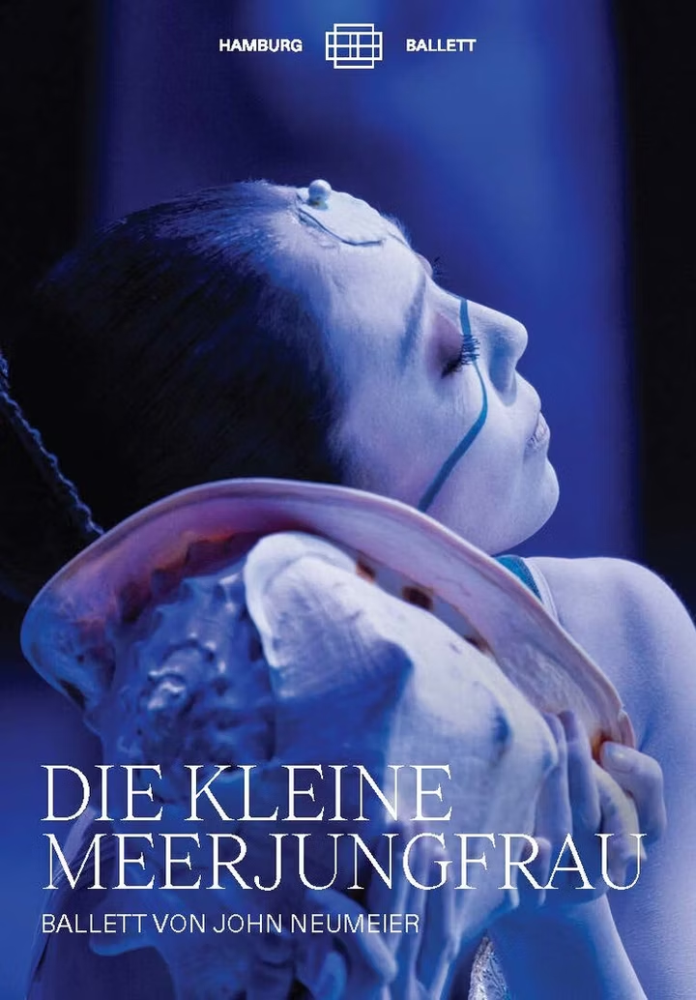 HAMBURG BALLETT
DIE KLEINE
MEERJUNGFRAU
BALLETT VON JOHN NEUMEIER